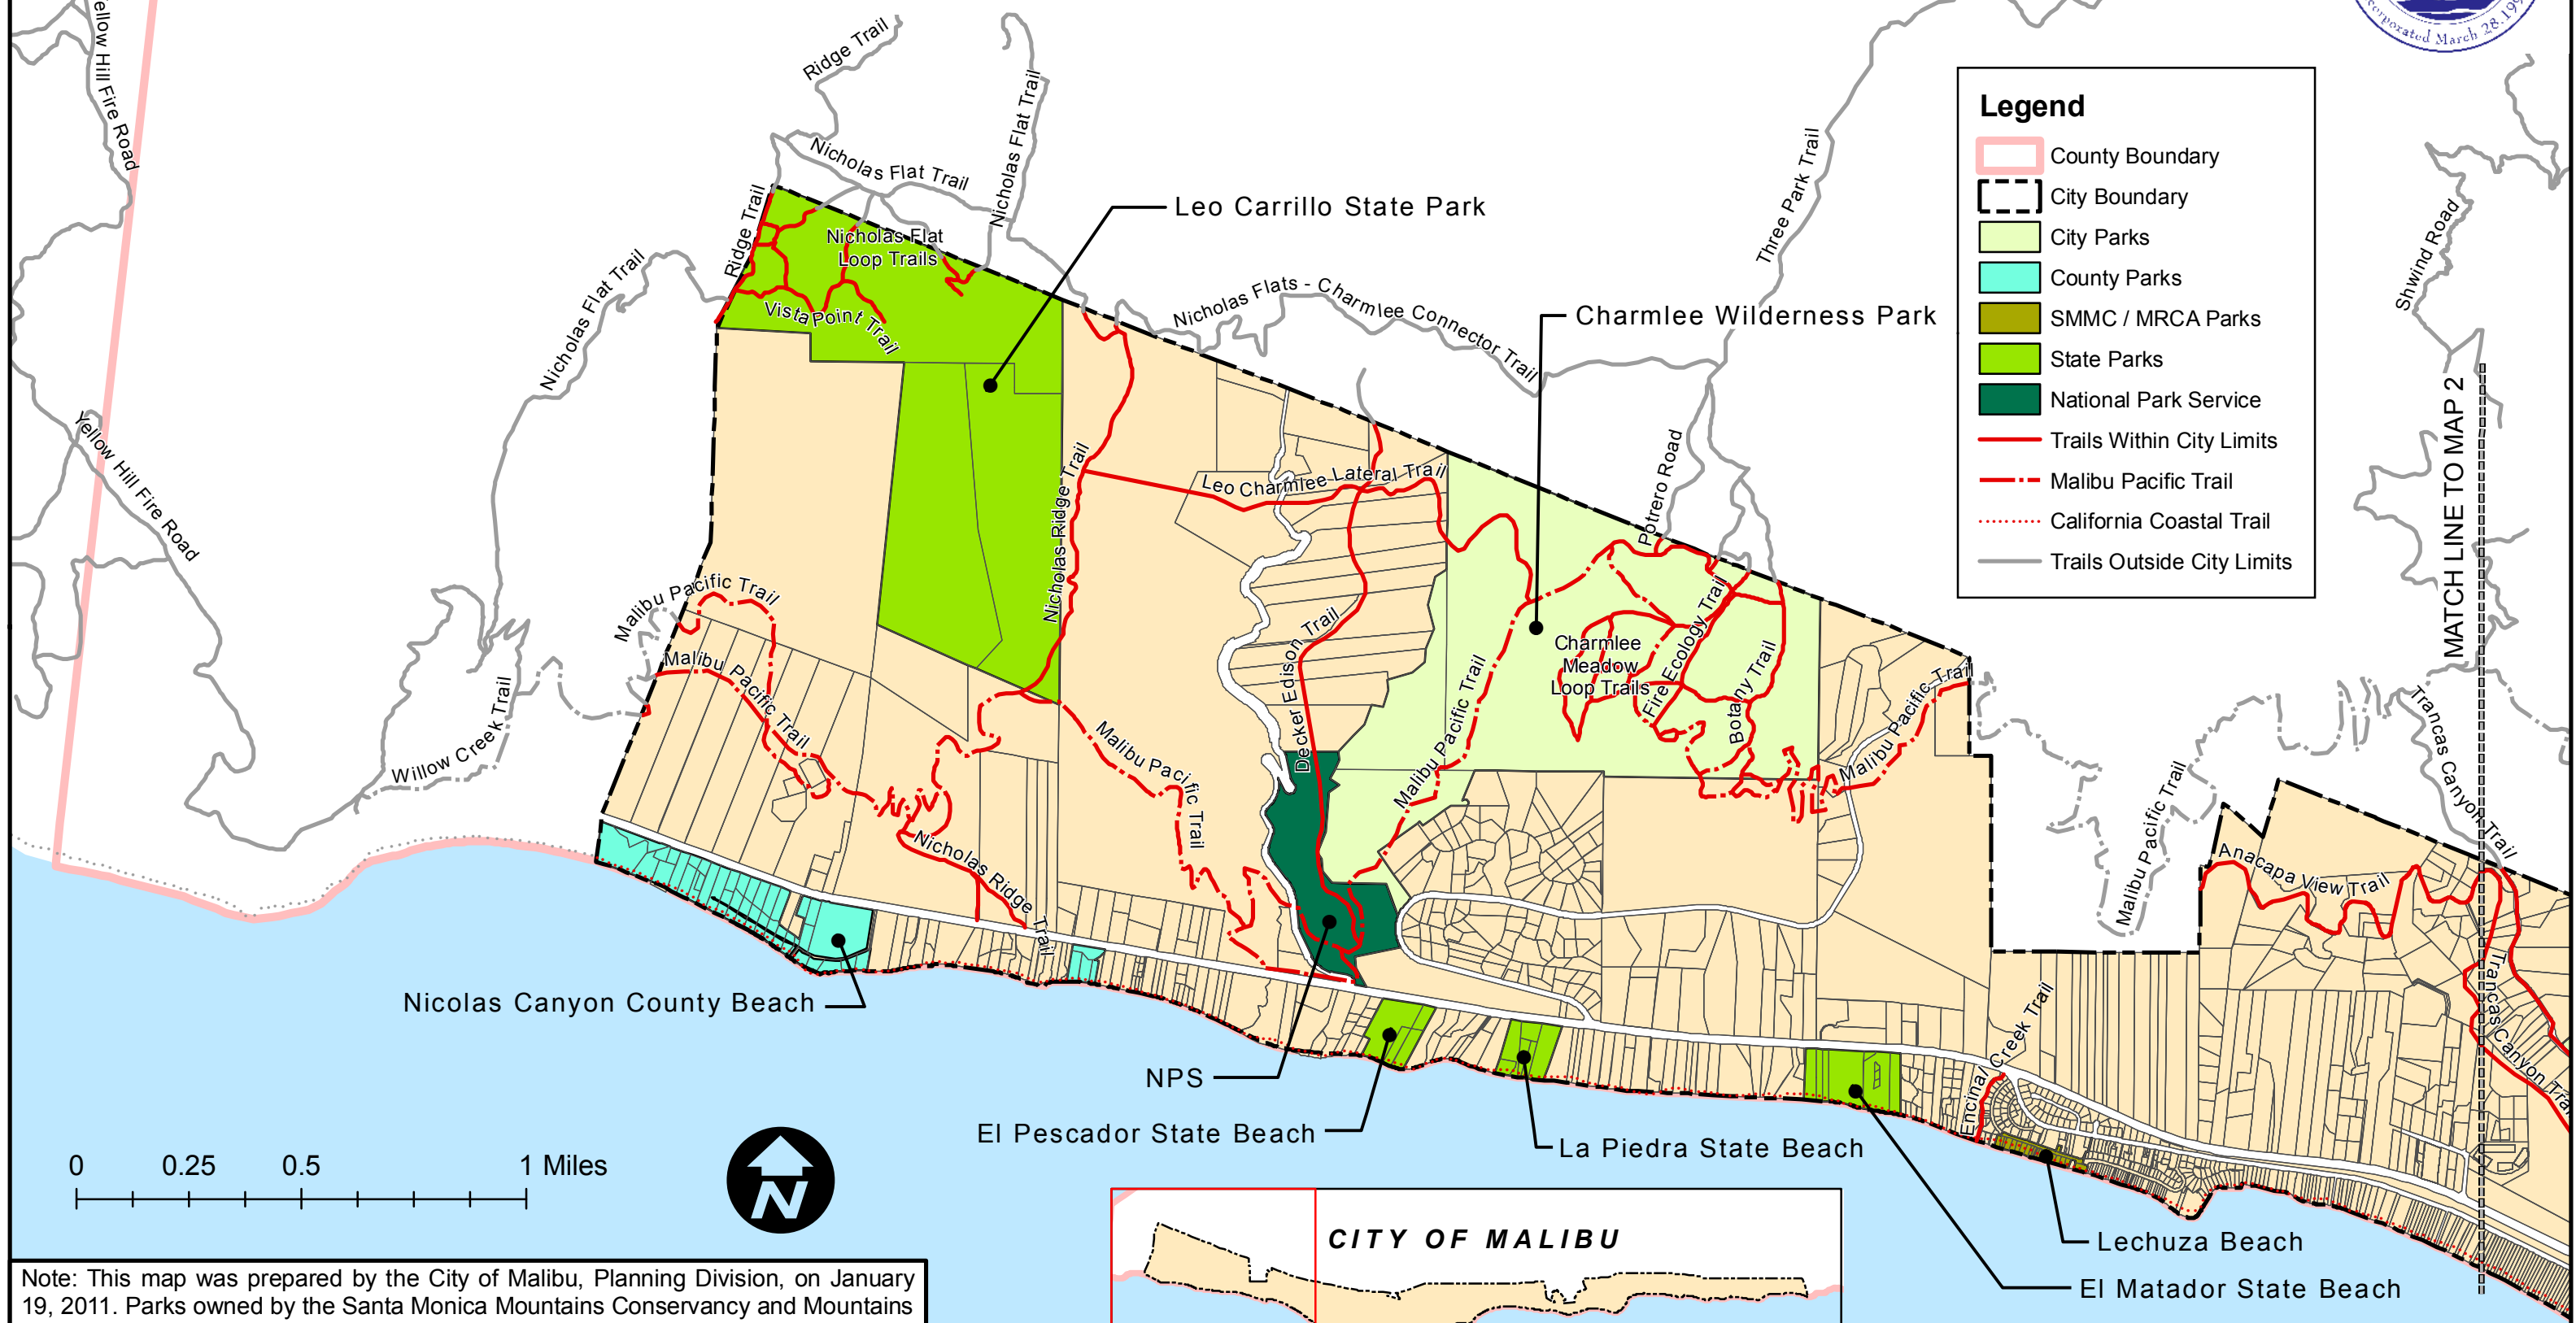 Yellow Hill Fire Road
Ridge Trail
Nicholas Flat Trail
Nicholas Flat Trail
Ridge Trail
Nicholas Flat
Loop Trails
Vista Point Trail
Nicholas Flat Trail
Leo Carrillo State Park
Nicholas Flats - Charmlee Connector Trail
Charmlee Wilderness Park
Three Park Trail
Potrero Road
Shwind Road
MATCH LINE TO MAP 2
Incorporated March 28, 199
Legend
County Boundary
City Boundary
City Parks
County Parks
SMMC / MRCA Parks
State Parks
National Park Service
Trails Within City Limits
Malibu Pacific Trail
California Coastal Trail
Trails Outside City Limits
Yellow Hill Fire Road
Willow Creek Trail
Malibu Pacific Trail
Malibu Pacific Trail
Nicholas Ridge Trail
Leo Charmlee Lateral Trail
Decker Edison Trail
Malibu Pacific Trail
Malibu Pacific Trail
Charmlee
Meadow
Loop Trails
Fire Ecology Trail
Botany Trail
Malibu Pacific Trail
Malibu Pacific Trail
Trancas Canyon Trail
Anacapa View Trail
Trancas Canyon Trail
Nicholas Ridge Trail
Encinal Creek Trail
Nicolas Canyon County Beach
NPS
El Pescador State Beach
La Piedra State Beach
Lechuza Beach
El Matador State Beach
0 0.25 0.5 1 Miles
N
CITY OF MALIBU
Note: This map was prepared by the City of Malibu, Planning Division, on January
19, 2011. Parks owned by the Santa Monica Mountains Conservancy and Mountains